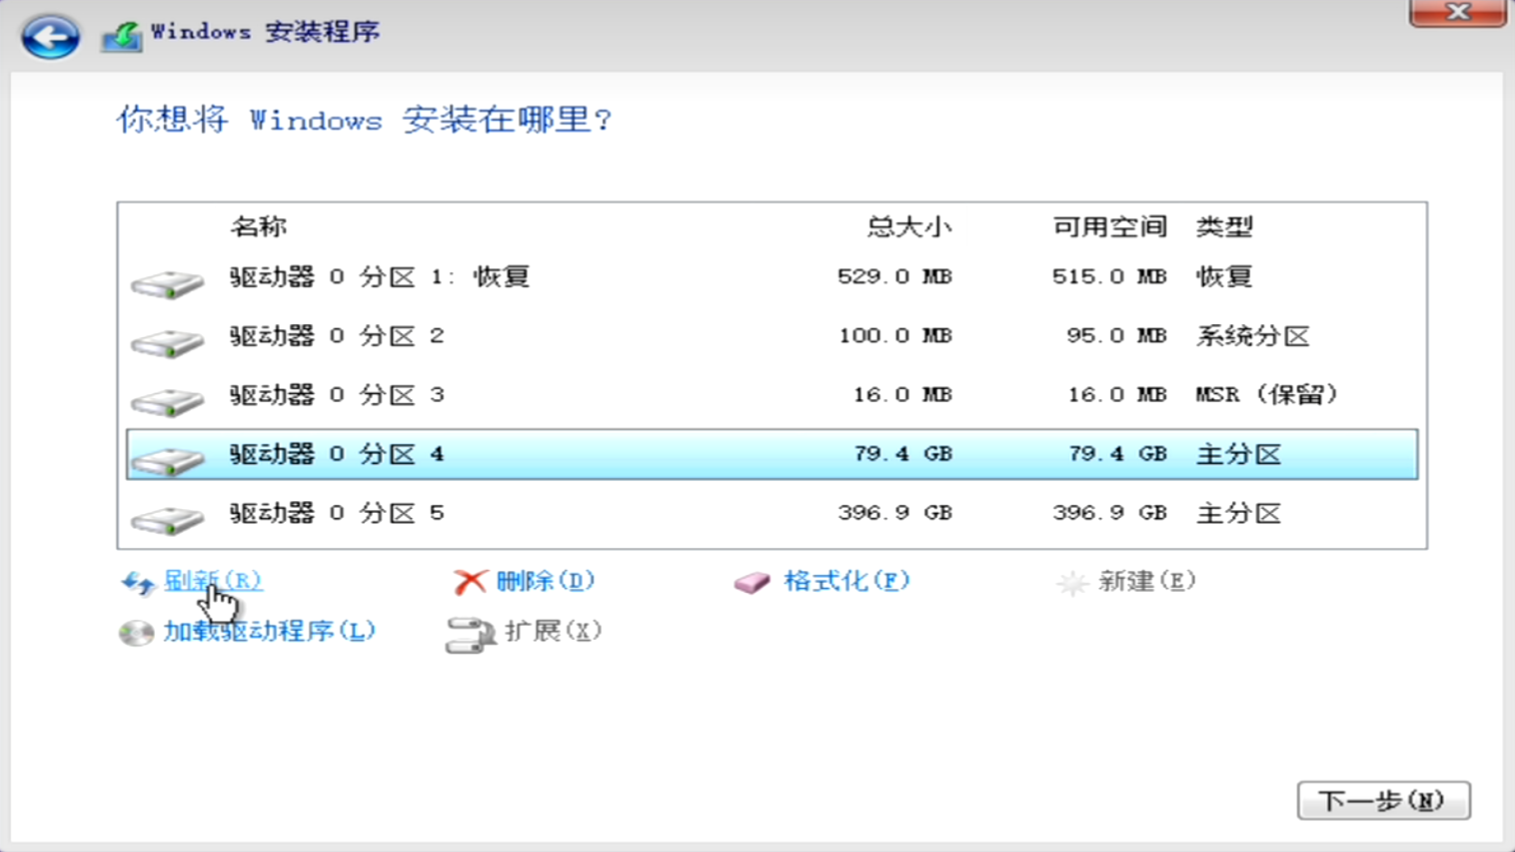 Windows 安装程序
你想将 Windows 安装在哪里?
名称 总大小 可用空间 类型
驱动器 0 分区 1: 恢复 529.0 MB 515.0 MB 恢复
驱动器 0 分区 2 100.0 MB 95.0 MB 系统分区
驱动器 0 分区 3 16.0 MB 16.0 MB MSR (保留)
驱动器 0 分区 4 79.4 GB 79.4 GB 主分区
驱动器 0 分区 5 396.9 GB 396.9 GB 主分区
刷新(R) 删除(D) 格式化(F) 新建(E)
加载驱动程序(L) 扩展(X)
下一步(N)